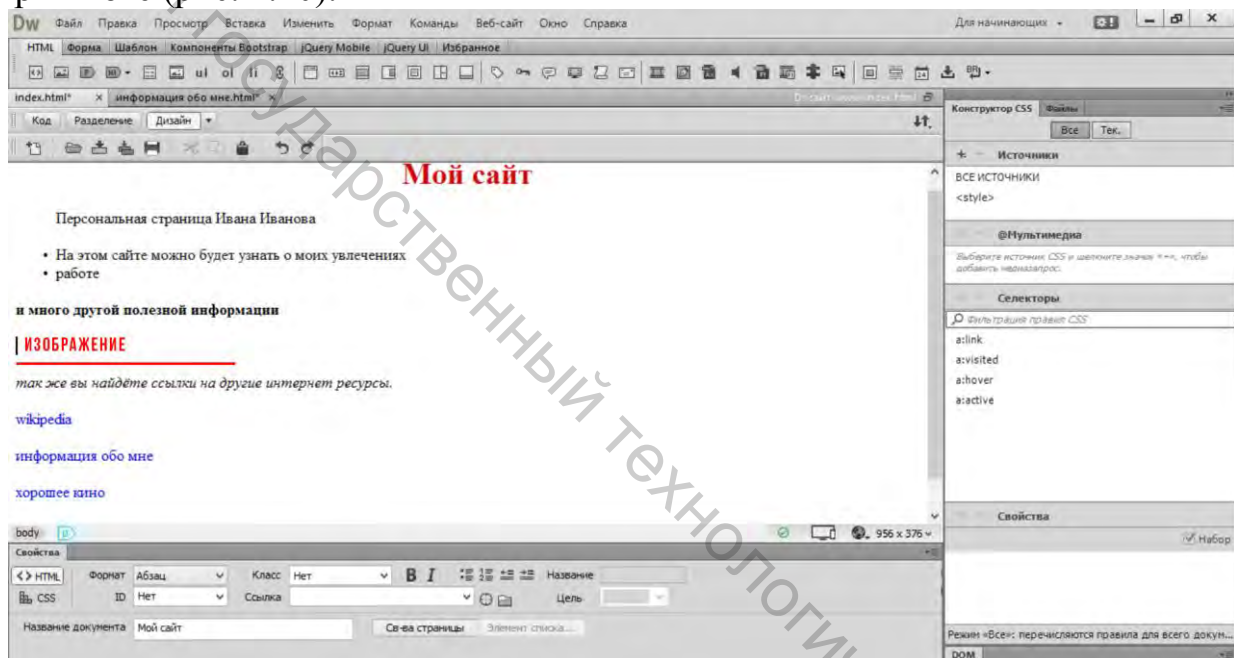 Dw Файл Правка Просмотр Вставка Изменить Формат Команды Веб-сайт Окно Справка Для начинающих
HTML Форма Шаблон Компоненты Bootstrap jQuery Mobile jQuery UI Избранное
ul ol li
index.html* x информация обо мне.html* x
Код Разделение Дизайн
Мой сайт
Персональная страница Ивана Иванова
• На этом сайте можно будет узнать о моих увлечениях
• работе
и много другой полезной информации
ИЗОБРАЖЕНИЕ
так же вы найдёте ссылки на другие интернет ресурсы.
wikipedia
информация обо мне
хорошее кино
body p 956 x 376
Свойства
<> HTML Формат Абзац Класс Нет B I Название
CSS ID Нет Ссылка Цель
Название документа Мой сайт Св-ва страницы Элемент списка...
Конструктор CSS Файлы
Все Тек.
+ − Источники
ВСЕ ИСТОЧНИКИ
<style>
@Мультимедиа
Выберите источник CSS и щелкните значок «+», чтобы
добавить медиазапрос.
Селекторы
Фильтрация правил CSS
a:link
a:visited
a:hover
a:active
Свойства
Набор
Режим «Все»: перечисляются правила для всего докум...
DOM
государственный техноло